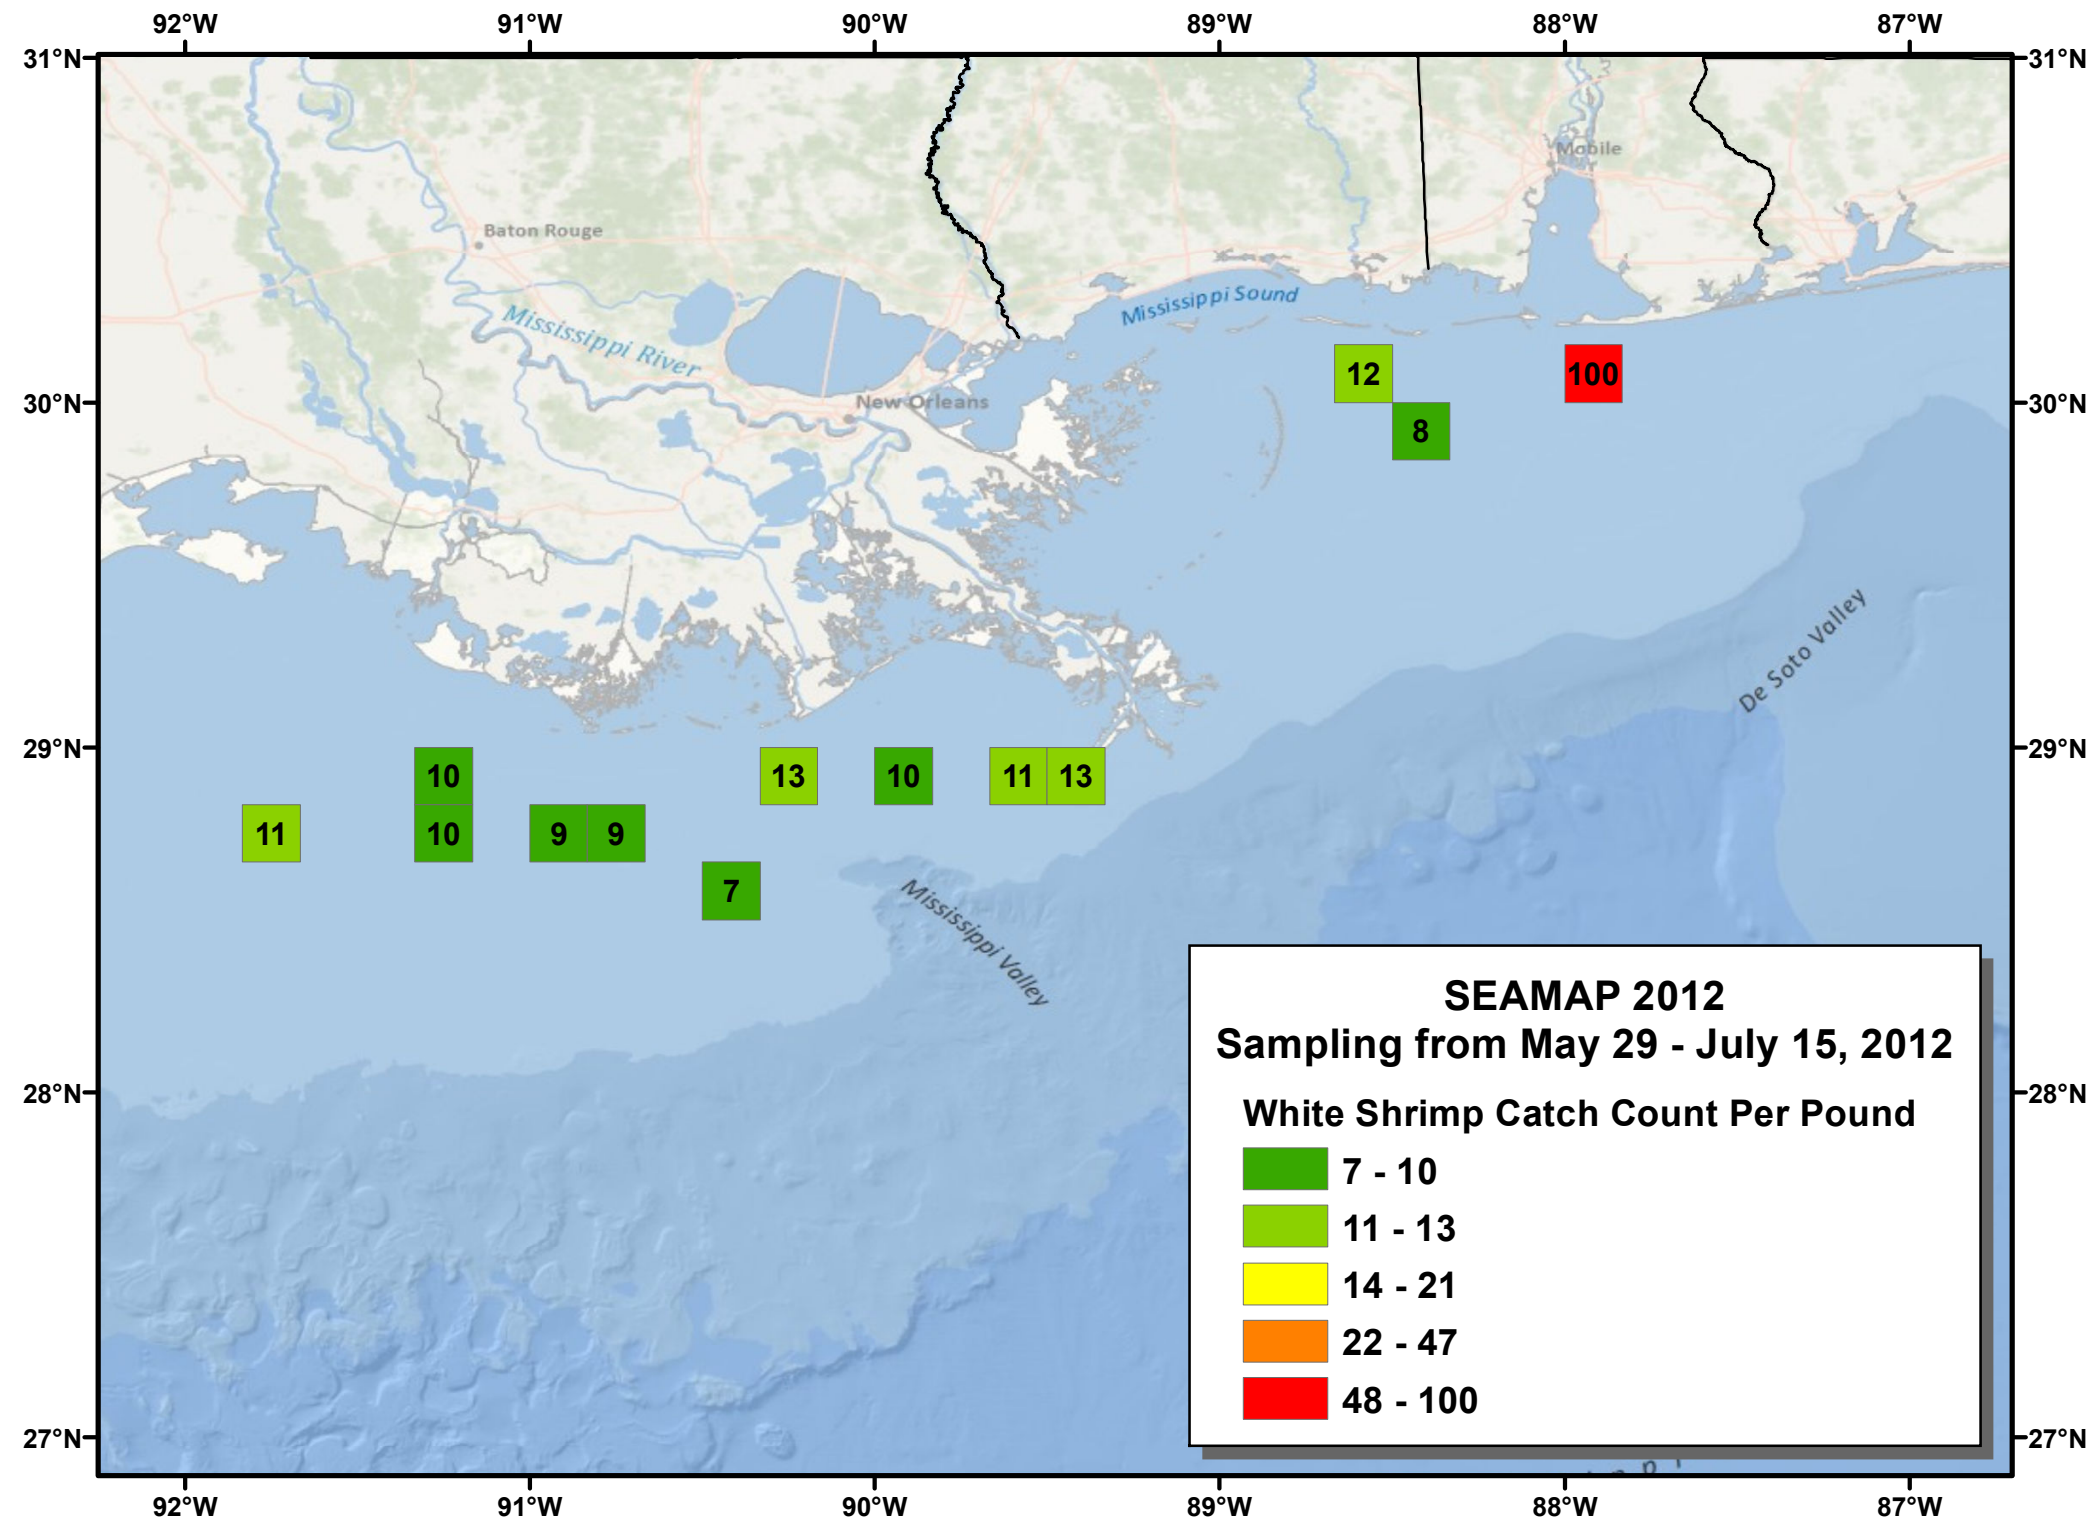 92°W 91°W 90°W 89°W 88°W 87°W
31°N 31°N
Mobile
Baton Rouge
Mississippi Sound
Mississippi River
12 100
New Orleans
30°N 30°N
8
De Soto Valley
29°N 29°N
10 13 10 11 13
11 10 9 9
7
Mississippi Valley
SEAMAP 2012
Sampling from May 29 - July 15, 2012
White Shrimp Catch Count Per Pound
7 - 10
11 - 13
14 - 21
22 - 47
48 - 100
28°N 28°N
27°N 27°N
92°W 91°W 90°W 89°W 88°W 87°W